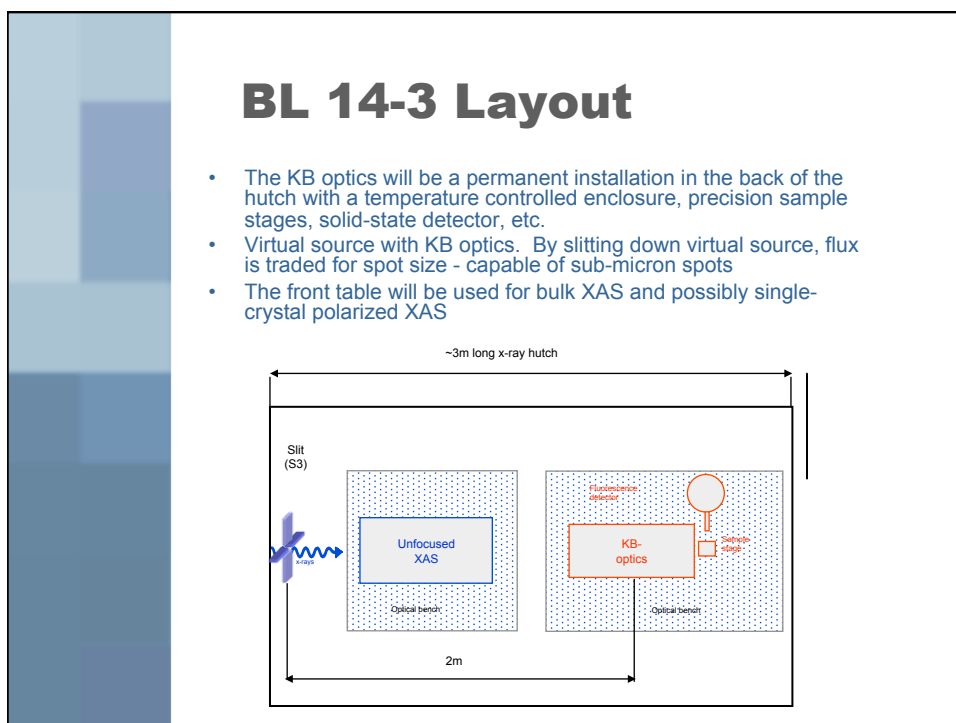 BL 14-3 Layout
• The KB optics will be a permanent installation in the back of the
hutch with a temperature controlled enclosure, precision sample
stages, solid-state detector, etc.
• Virtual source with KB optics.  By slitting down virtual source, flux
is traded for spot size - capable of sub-micron spots
• The front table will be used for bulk XAS and possibly single-
crystal polarized XAS
~3m long x-ray hutch
Slit
(S3)
x-rays
Unfocused
XAS
Optical bench
Fluorescence
detector
KB-
optics
Sample
stage
Optical bench
2m